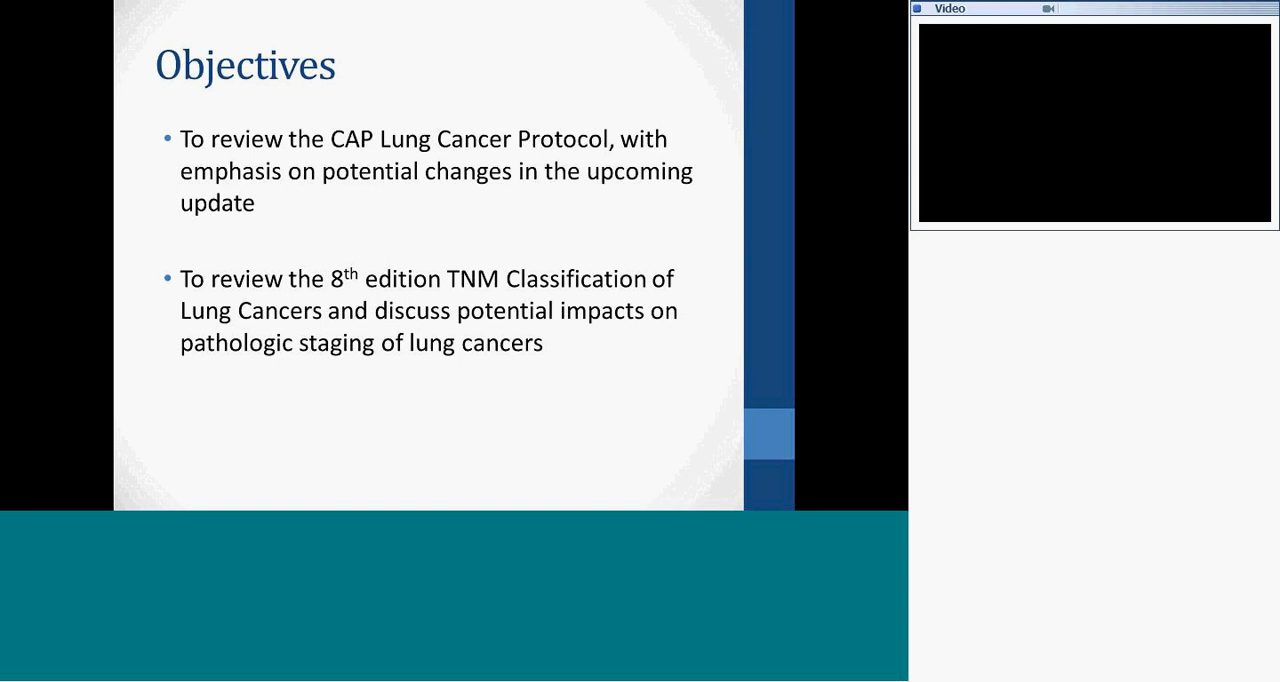 Video
Objectives
• To review the CAP Lung Cancer Protocol, with
emphasis on potential changes in the upcoming
update
• To review the 8th edition TNM Classification of
Lung Cancers and discuss potential impacts on
pathologic staging of lung cancers